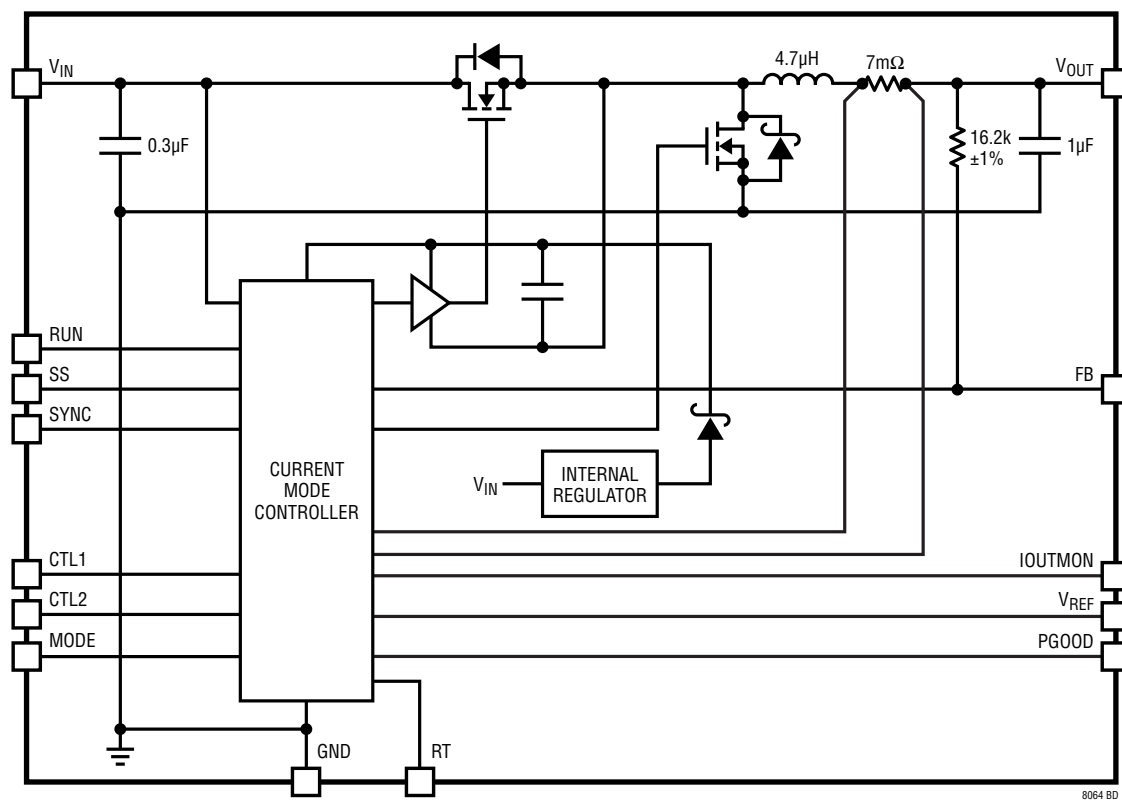 VIN
4.7µH
7mΩ
VOUT
0.3µF
16.2k
±1%
1µF
RUN
SS
SYNC
FB
CURRENT
MODE
CONTROLLER
VIN
INTERNAL
REGULATOR
CTL1
CTL2
MODE
IOUTMON
VREF
PGOOD
GND
RT
8064 BD